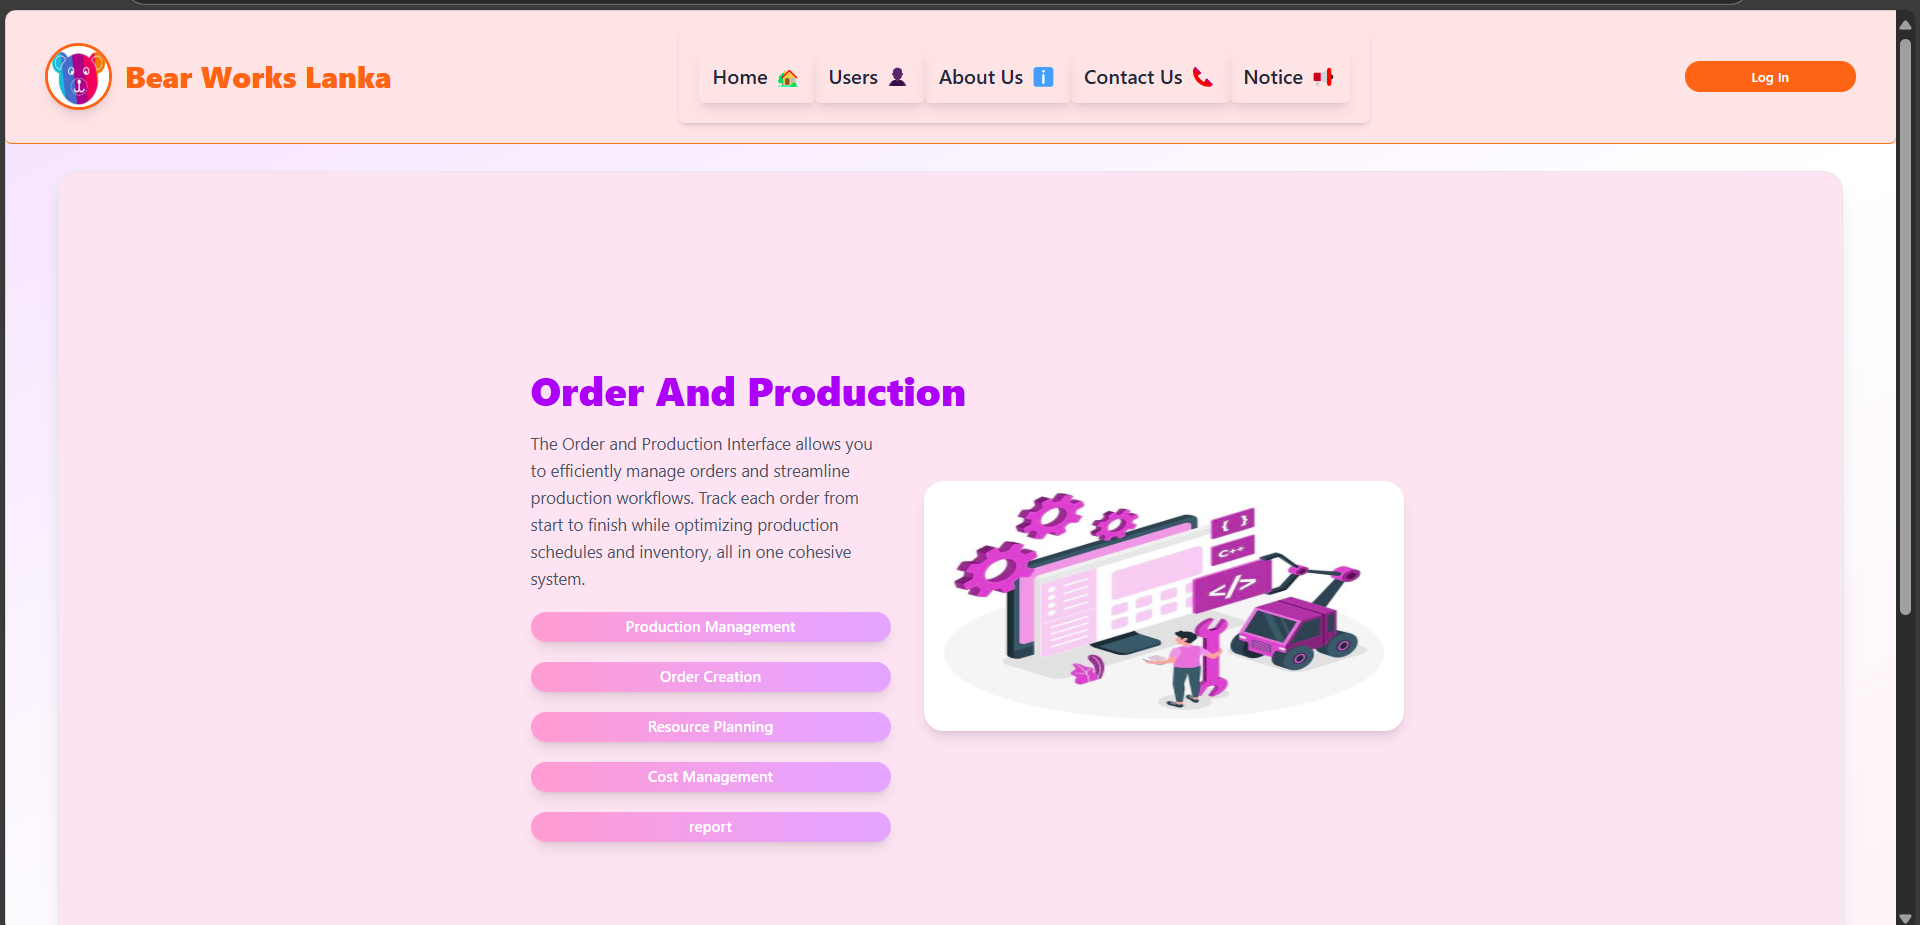 Bear Works Lanka
Home
Users
About Us
Contact Us
Notice
Log In
Order And Production
The Order and Production Interface allows you
to efficiently manage orders and streamline
production workflows. Track each order from
start to finish while optimizing production
schedules and inventory, all in one cohesive
system.
Production Management
Order Creation
Resource Planning
Cost Management
report
{ }
C++
</>